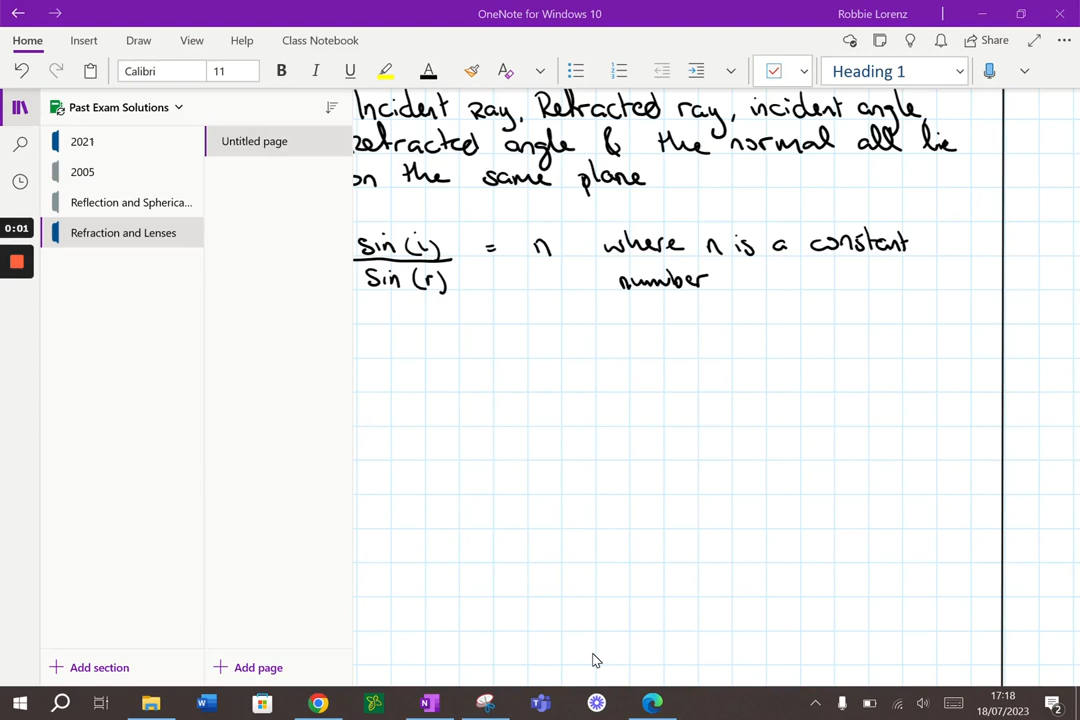 OneNote for Windows 10
Robbie Lorenz
Home
Insert
Draw
View
Help
Class Notebook
Share
Calibri
11
B
I
U
A
A
Heading 1
Past Exam Solutions
2021
2005
Reflection and Spherica...
Refraction and Lenses
Untitled page
0:01
Incident ray, Refracted ray, incident angle,
refracted angle & the normal all lie
on the same plane
sin (i)
sin (r)
= n where n is a constant
number
+ Add section
+ Add page
17:18
18/07/2023
2